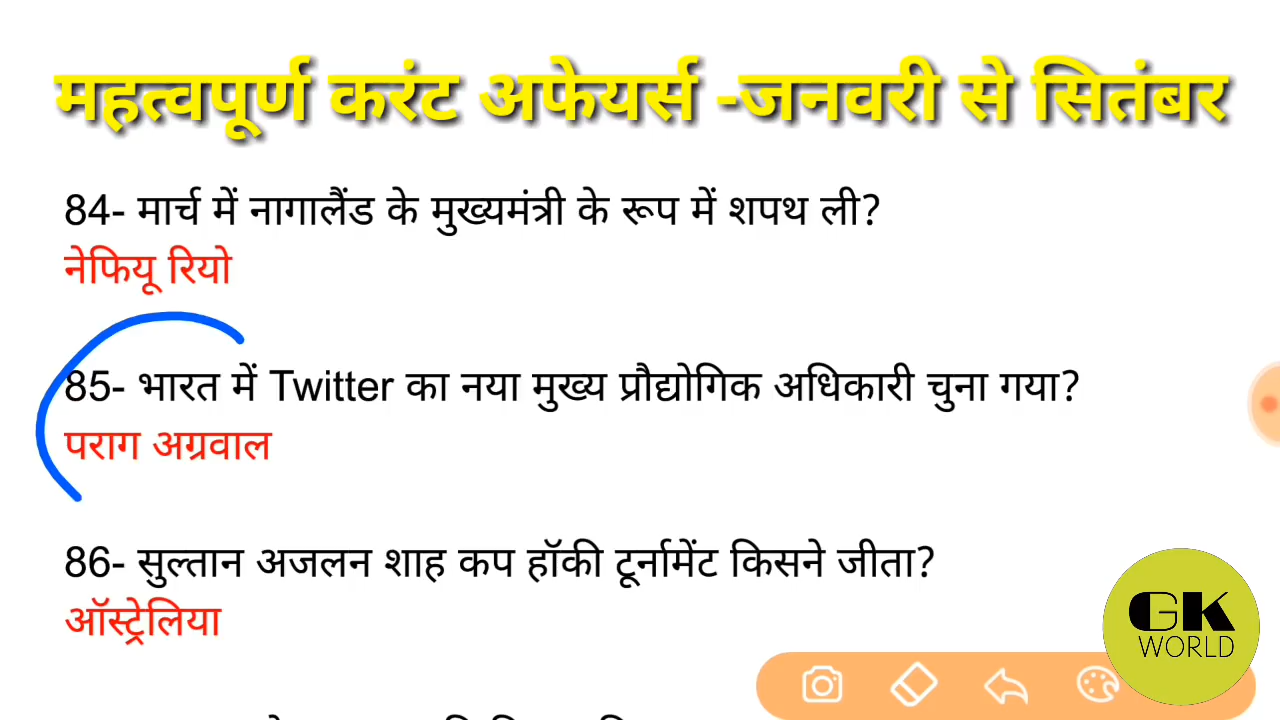 महत्वपूर्ण करंट अफेयर्स -जनवरी से सितंबर
84- मार्च में नागालैंड के मुख्यमंत्री के रूप में शपथ ली?
नेफियू रियो
85- भारत में Twitter का नया मुख्य प्रौद्योगिक अधिकारी चुना गया?
पराग अग्रवाल
86- सुल्तान अजलन शाह कप हॉकी टूर्नामेंट किसने जीता?
ऑस्ट्रेलिया
GK
WORLD